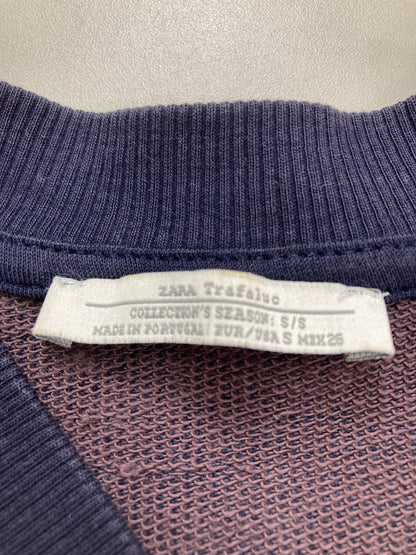 ZARA Trafaluc
COLLECTION'S SEASON: S/S
MADE IN PORTUGAL EUR/USA S MEX26